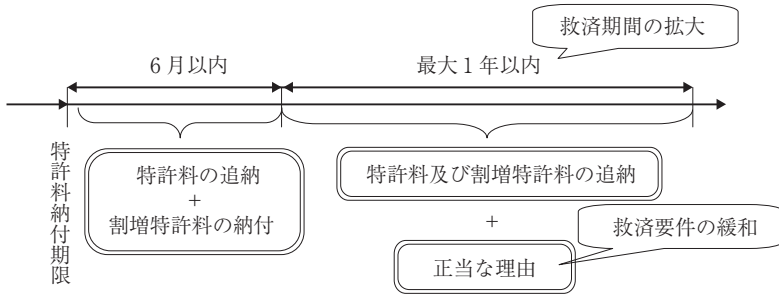 救済期間の拡大
6月以内
最大1年以内
特許料納付期限
特許料の追納
+
割増特許料の納付
特許料及び割増特許料の追納
+
救済要件の緩和
正当な理由